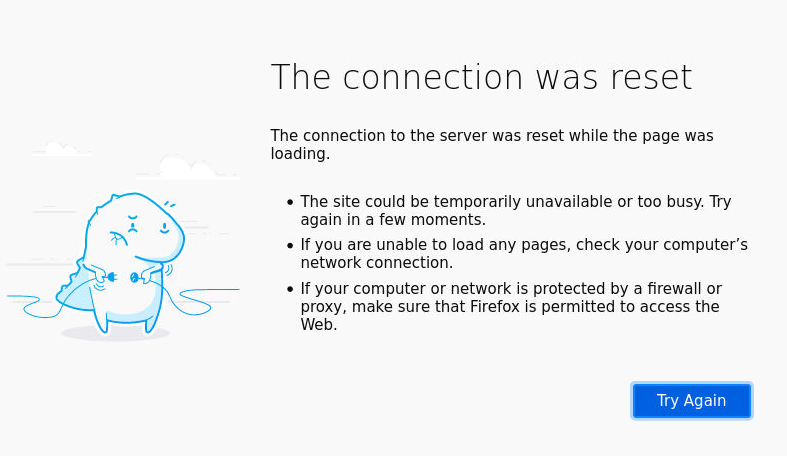 The connection was reset
The connection to the server was reset while the page was
loading.
• The site could be temporarily unavailable or too busy. Try
again in a few moments.
• If you are unable to load any pages, check your computer’s
network connection.
• If your computer or network is protected by a firewall or
proxy, make sure that Firefox is permitted to access the
Web.
Try Again